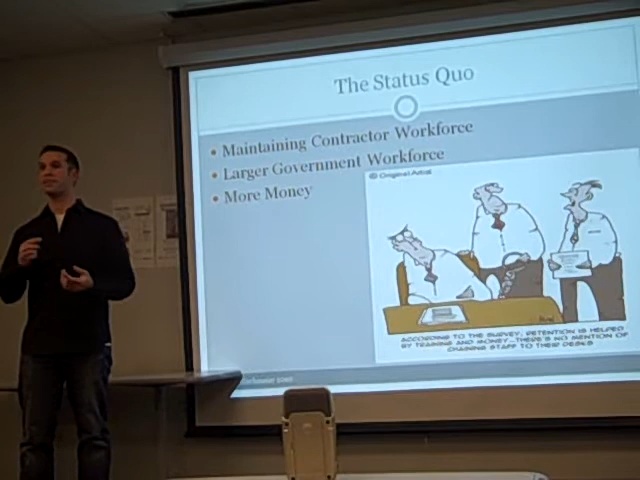 The Status Quo
• Maintaining Contractor Workforce
• Larger Government Workforce
• More Money
© Original Artist
ACCORDING TO THE SURVEY, RETENTION IS HELPED
BY TRAINING AND MONEY...THERE'S NO MENTION OF
CHAINING STAFF TO THEIR DESKS